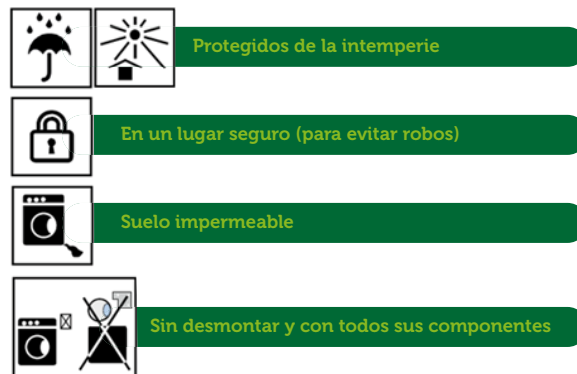 Protegidos de la intemperie
En un lugar seguro (para evitar robos)
Suelo impermeable
Sin desmontar y con todos sus componentes